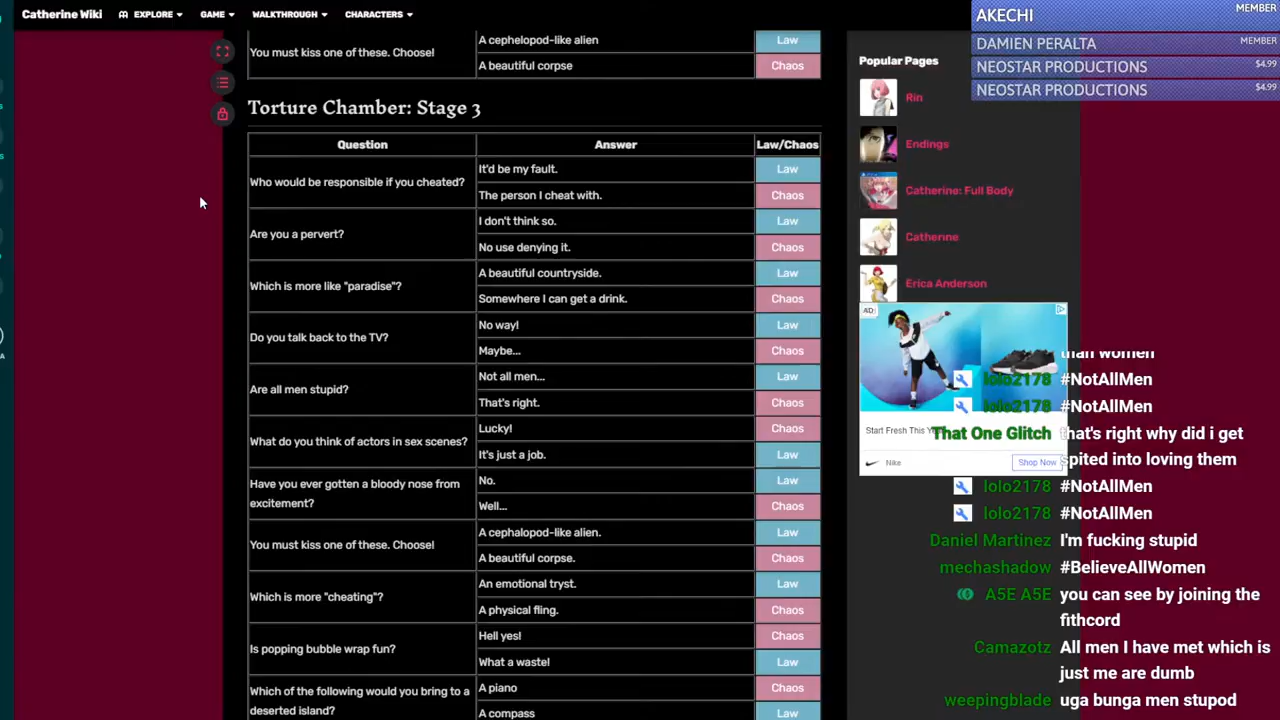 Catherine Wiki
EXPLORE
GAME
WALKTHROUGH
CHARACTERS
AKECHI
MEMBER
DAMIEN PERALTA
MEMBER
NEOSTAR PRODUCTIONS
$4.99
NEOSTAR PRODUCTIONS
$4.99
You must kiss one of these. Choose!
A cephelopod-like alien
Law
A beautiful corpse
Chaos
Torture Chamber: Stage 3
Question
Answer
Law/Chaos
Who would be responsible if you cheated?
It'd be my fault.
Law
The person I cheat with.
Chaos
Are you a pervert?
I don't think so.
Law
No use denying it.
Chaos
Which is more like "paradise"?
A beautiful countryside.
Law
Somewhere I can get a drink.
Chaos
Do you talk back to the TV?
No way!
Law
Maybe...
Chaos
Are all men stupid?
Not all men...
Law
That's right.
Chaos
What do you think of actors in sex scenes?
Lucky!
Chaos
It's just a job.
Law
Have you ever gotten a bloody nose from
excitement?
No.
Law
Well...
Chaos
You must kiss one of these. Choose!
A cephalopod-like alien.
Law
A beautiful corpse.
Chaos
Which is more "cheating"?
An emotional tryst.
Law
A physical fling.
Chaos
Is popping bubble wrap fun?
Hell yes!
Chaos
What a waste!
Law
Which of the following would you bring to a
deserted island?
A piano
Chaos
A compass
Law
Popular Pages
Rin
Endings
Catherine: Full Body
Catherine
Erica Anderson
AD
Start Fresh This
Nike
Shop Now
than women
lolo2178 #NotAllMen
lolo2178 #NotAllMen
That One Glitch that's right why did i get
spited into loving them
lolo2178 #NotAllMen
lolo2178 #NotAllMen
Daniel Martinez I'm fucking stupid
mechashadow #BelieveAllWomen
A5E A5E you can see by joining the
fithcord
Camazotz All men I have met which is
just me are dumb
weepingblade uga bunga men stupod